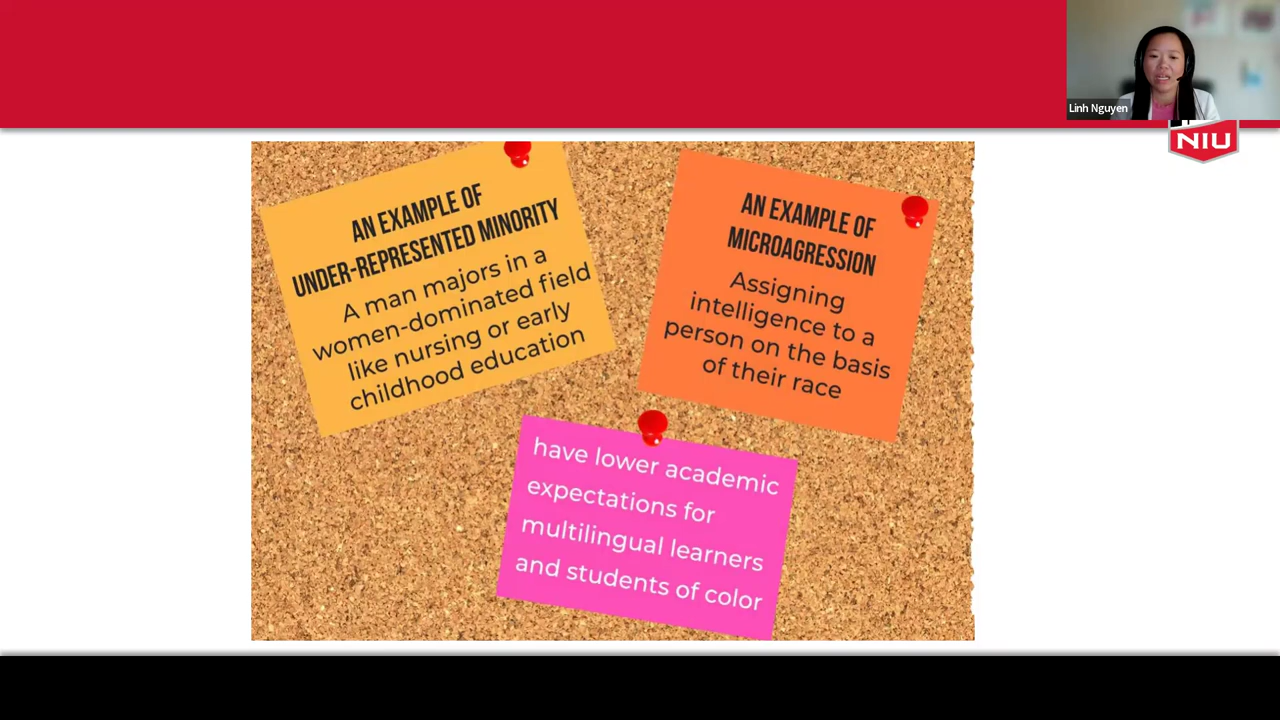 Linh Nguyen
NIU
AN EXAMPLE OF
UNDER-REPRESENTED MINORITY
A man majors in a
women-dominated field
like nursing or early
childhood education
AN EXAMPLE OF
MICROAGRESSION
Assigning
intelligence to a
person on the basis
of their race
have lower academic
expectations for
multilingual learners
and students of color